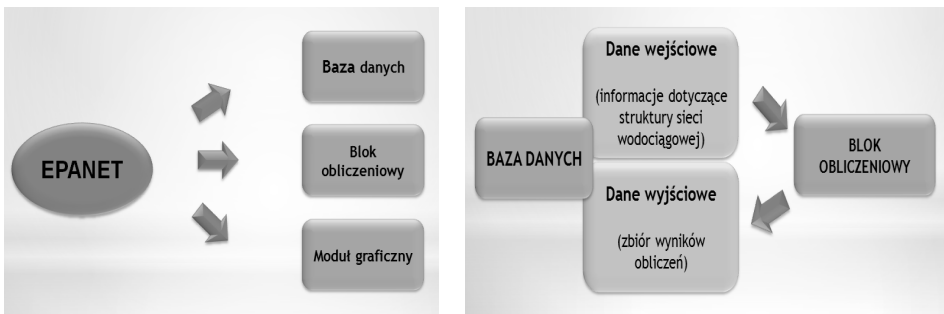 EPANET
Baza danych
Blok
obliczeniowy
Moduł graficzny
BAZA DANYCH
Dane wejściowe
(informacje dotyczące
struktury sieci
wodociągowej)
Dane wyjściowe
(zbiór wyników
obliczeń)
BLOK
OBLICZENIOWY